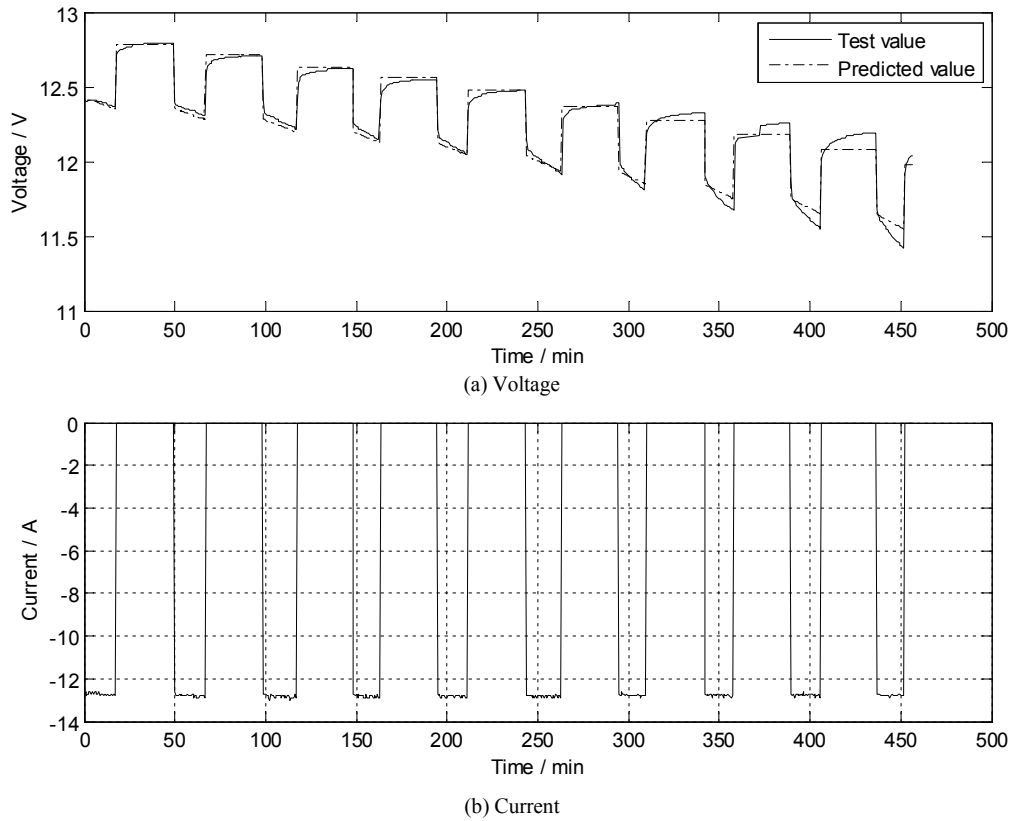 13
12.5
12
11.5
11
Voltage / V
Test value
Predicted value
0 50 100 150 200 250 300 350 400 450 500
Time / min
(a) Voltage
0
-2
-4
-6
-8
-10
-12
-14
Current / A
0 50 100 150 200 250 300 350 400 450 500
Time / min
(b) Current